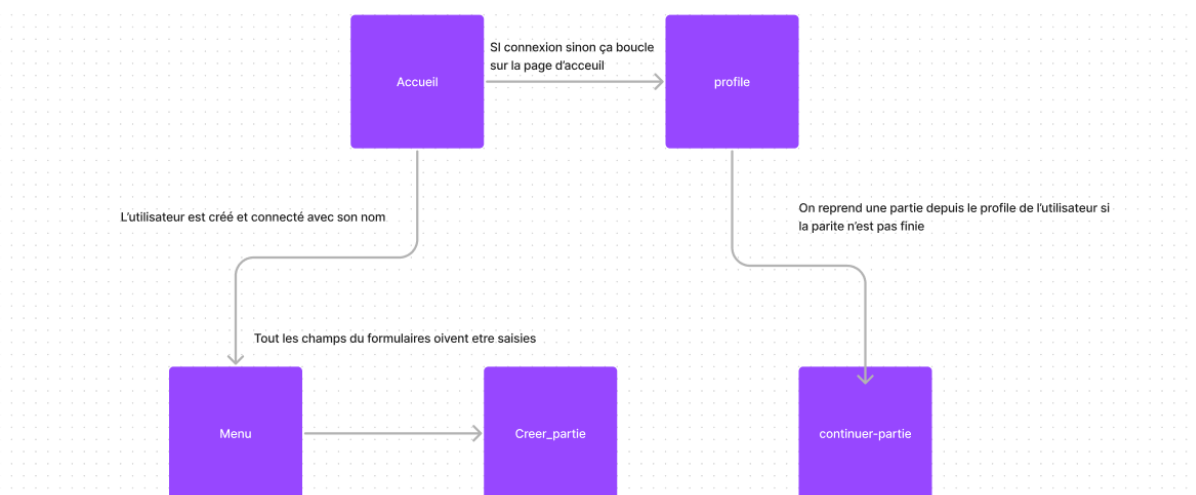 SI connexion sinon ça boucle
sur la page d'acceuil
Accueil
profile
L'utilisateur est créé et connecté avec son nom
On reprend une partie depuis le profile de l'utilisateur si
la parite n'est pas finie
Tout les champs du formulaires oivent etre saisies
Menu
Creer_partie
continuer-partie